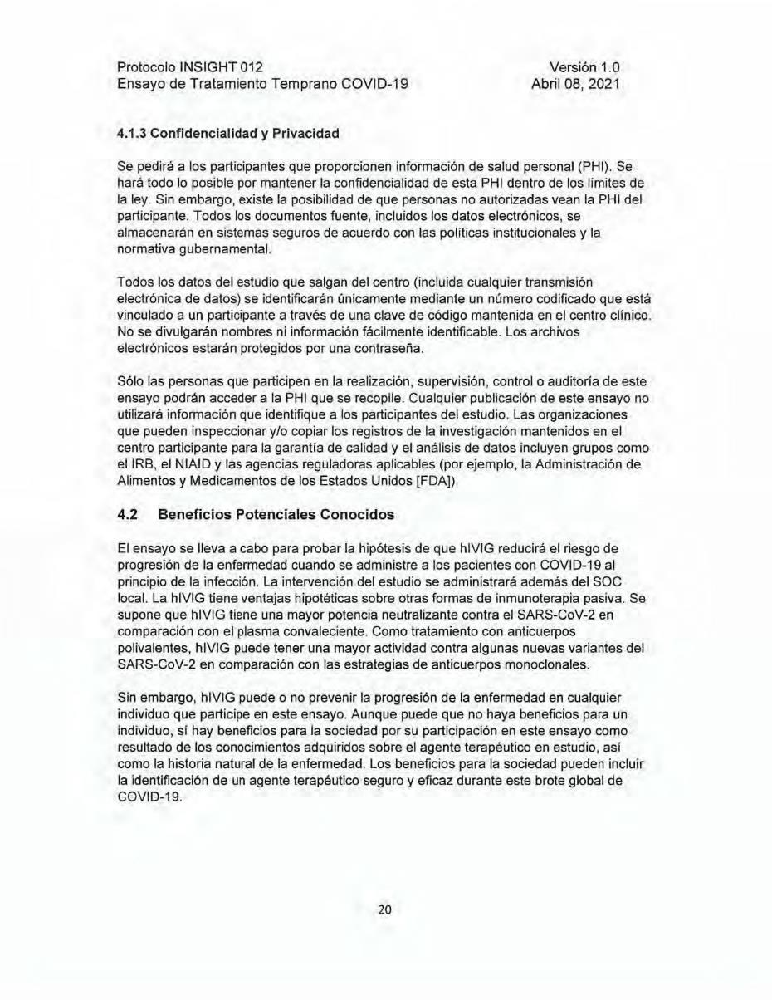 Protocolo INSIGHT 012 Versión 1.0
Ensayo de Tratamiento Temprano COVID-19 Abril 08, 2021
4.1.3 Confidencialidad y Privacidad
Se pedirá a los participantes que proporcionen información de salud personal (PHI). Se
hará todo lo posible por mantener la confidencialidad de esta PHI dentro de los límites de
la ley. Sin embargo, existe la posibilidad de que personas no autorizadas vean la PHI del
participante. Todos los documentos fuente, incluidos los datos electrónicos, se
almacenarán en sistemas seguros de acuerdo con las políticas institucionales y la
normativa gubernamental.
Todos los datos del estudio que salgan del centro (incluida cualquier transmisión
electrónica de datos) se identificarán únicamente mediante un número codificado que está
vinculado a un participante a través de una clave de código mantenida en el centro clínico.
No se divulgarán nombres ni información fácilmente identificable. Los archivos
electrónicos estarán protegidos por una contraseña.
Sólo las personas que participen en la realización, supervisión, control o auditoría de este
ensayo podrán acceder a la PHI que se recopile. Cualquier publicación de este ensayo no
utilizará información que identifique a los participantes del estudio. Las organizaciones
que pueden inspeccionar y/o copiar los registros de la investigación mantenidos en el
centro participante para la garantía de calidad y el análisis de datos incluyen grupos como
el IRB, el NIAID y las agencias reguladoras aplicables (por ejemplo, la Administración de
Alimentos y Medicamentos de los Estados Unidos [FDA]).
4.2 Beneficios Potenciales Conocidos
El ensayo se lleva a cabo para probar la hipótesis de que hIVIG reducirá el riesgo de
progresión de la enfermedad cuando se administre a los pacientes con COVID-19 al
principio de la infección. La intervención del estudio se administrará además del SOC
local. La hIVIG tiene ventajas hipotéticas sobre otras formas de inmunoterapia pasiva. Se
supone que hIVIG tiene una mayor potencia neutralizante contra el SARS-CoV-2 en
comparación con el plasma convaleciente. Como tratamiento con anticuerpos
polivalentes, hIVIG puede tener una mayor actividad contra algunas nuevas variantes del
SARS-CoV-2 en comparación con las estrategias de anticuerpos monoclonales.
Sin embargo, hIVIG puede o no prevenir la progresión de la enfermedad en cualquier
individuo que participe en este ensayo. Aunque puede que no haya beneficios para un
individuo, sí hay beneficios para la sociedad por su participación en este ensayo como
resultado de los conocimientos adquiridos sobre el agente terapéutico en estudio, así
como la historia natural de la enfermedad. Los beneficios para la sociedad pueden incluir
la identificación de un agente terapéutico seguro y eficaz durante este brote global de
COVID-19.
20